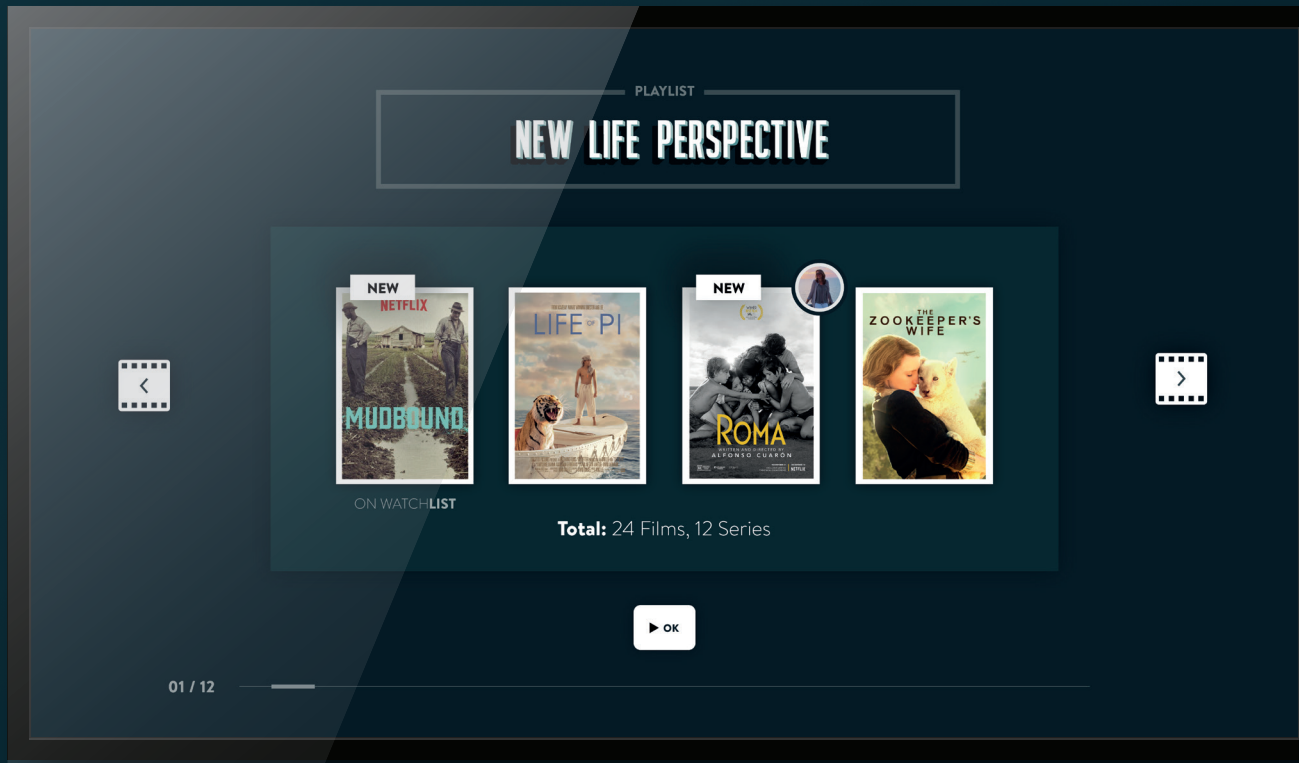 PLAYLIST
NEW LIFE PERSPECTIVE
NEW
NETFLIX
MUDBOUND
ON WATCHLIST
LIFE OF PI
NEW
ROMA
WRITTEN AND DIRECTED BY
ALFONSO CUARÓN
NETFLIX
THE
ZOOKEEPER'S
WIFE
Total: 24 Films, 12 Series
OK
01 / 12